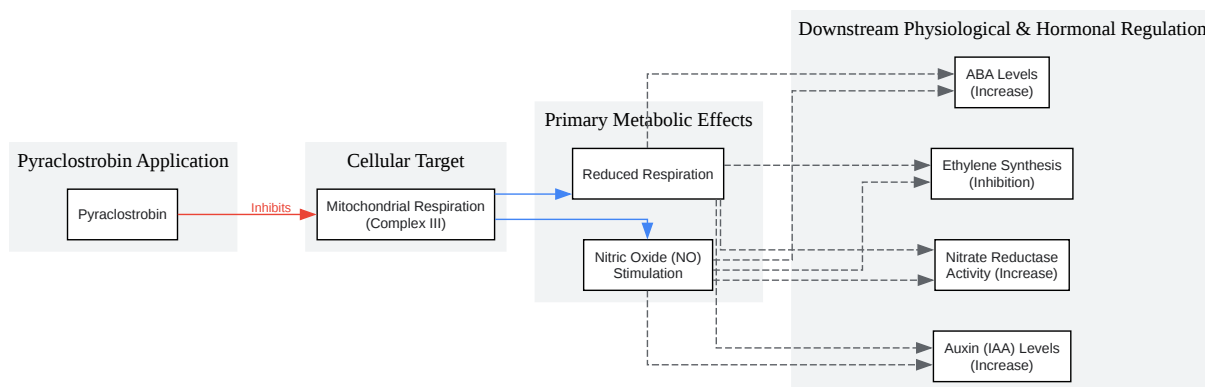 Pyraclostrobin Application
Pyraclostrobin
Inhibits
Cellular Target
Mitochondrial Respiration
(Complex III)
Primary Metabolic Effects
Reduced Respiration
Nitric Oxide (NO)
Stimulation
Downstream Physiological & Hormonal Regulation
ABA Levels
(Increase)
Ethylene Synthesis
(Inhibition)
Nitrate Reductase
Activity (Increase)
Auxin (IAA) Levels
(Increase)